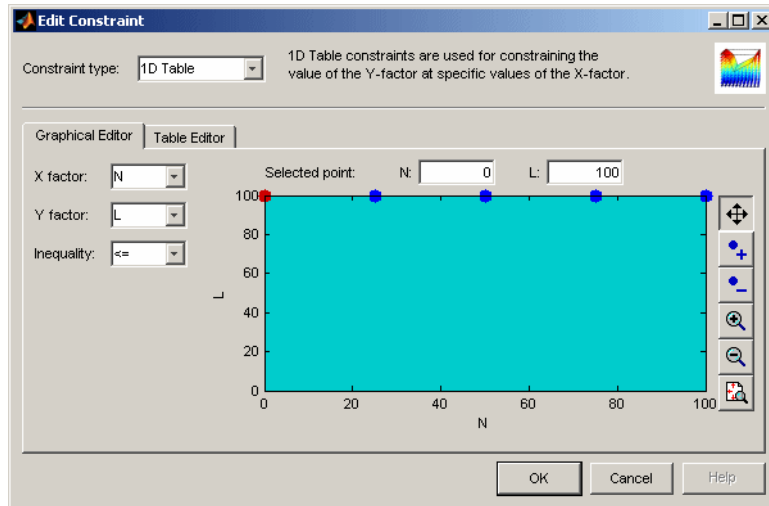 Edit Constraint
Constraint type: 1D Table
1D Table constraints are used for constraining the
value of the Y-factor at specific values of the X-factor.
Graphical Editor Table Editor
X factor: N
Y factor: L
Inequality: <=
Selected point: N: 0 L: 100
100
80
60
40
20
0
L
0 20 40 60 80 100
N
OK Cancel Help